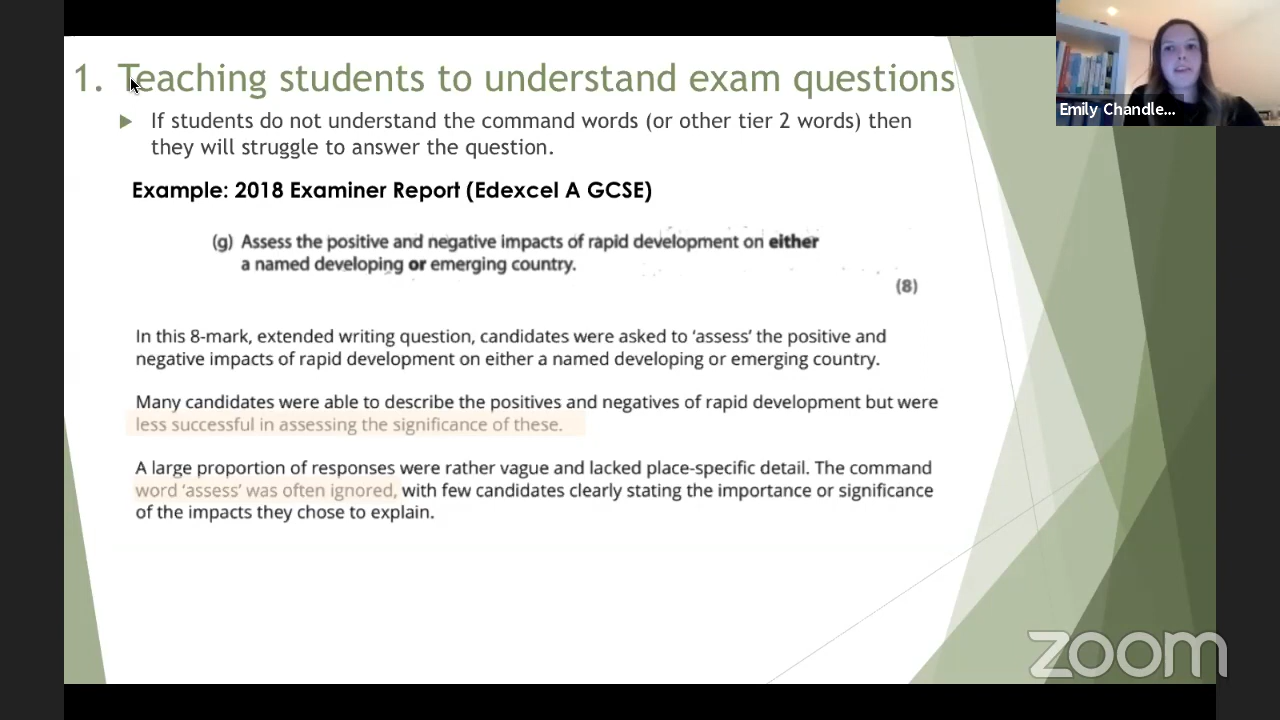 1. Teaching students to understand exam questions
If students do not understand the command words (or other tier 2 words) then
they will struggle to answer the question.
Example: 2018 Examiner Report (Edexcel A GCSE)
(g) Assess the positive and negative impacts of rapid development on either
a named developing or emerging country.
(8)
In this 8-mark, extended writing question, candidates were asked to ‘assess’ the positive and
negative impacts of rapid development on either a named developing or emerging country.
Many candidates were able to describe the positives and negatives of rapid development but were
less successful in assessing the significance of these.
A large proportion of responses were rather vague and lacked place-specific detail. The command
word ‘assess’ was often ignored, with few candidates clearly stating the importance or significance
of the impacts they chose to explain.
Emily Chandle...
zoom